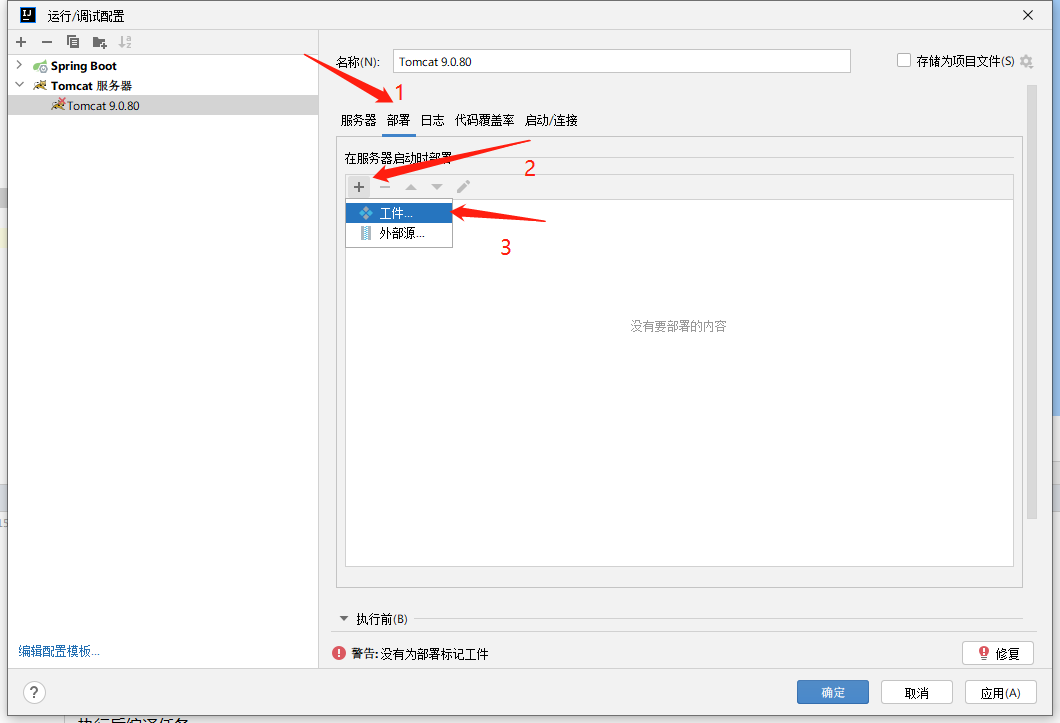 运行/调试配置
Spring Boot
Tomcat 服务器
Tomcat 9.0.80
名称(N):
Tomcat 9.0.80
存储为项目文件(S)
1
服务器
部署
日志
代码覆盖率
启动/连接
在服务器启动时部署
2
工件...
外部源...
3
没有要部署的内容
执行前(B)
编辑配置模板...
警告: 没有为部署标记工件
修复
?
确定
取消
应用(A)